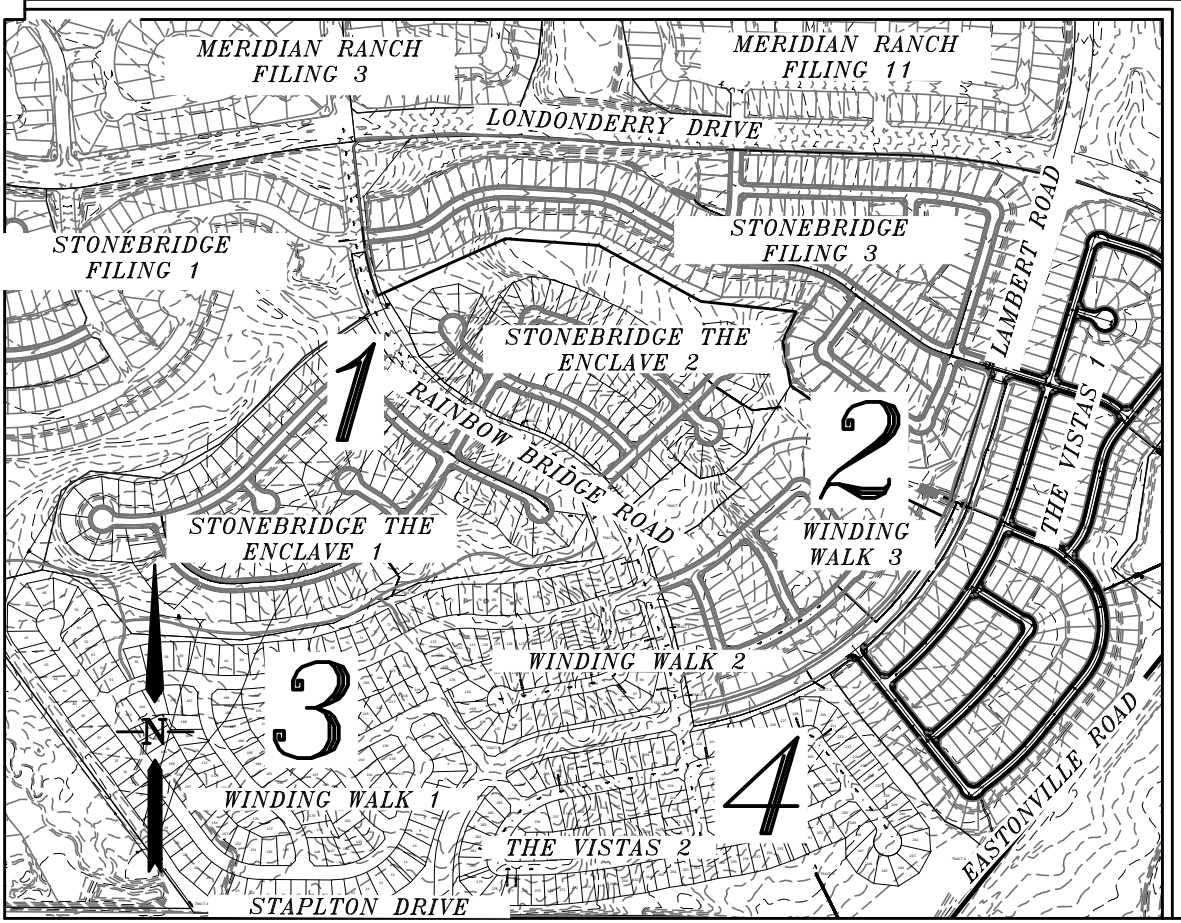 MERIDIAN RANCH
FILING 3
MERIDIAN RANCH
FILING 11
LONDONDERRY DRIVE
STONEBRIDGE
FILING 1
STONEBRIDGE
FILING 3
LAMBERT ROAD
STONEBRIDGE THE
ENCLAVE 2
1
RAINBOW BRIDGE ROAD
2
THE VISTAS 1
STONEBRIDGE THE
ENCLAVE 1
WINDING
WALK 3
WINDING WALK 2
3
N
4
EASTONVILLE ROAD
WINDING WALK 1
THE VISTAS 2
STAPLTON DRIVE